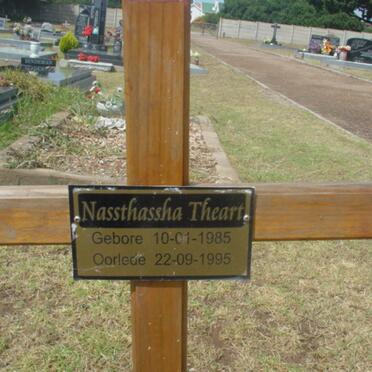 Nassthassha Theart
Gebore 10-01-1985
Oorlede 22-09-1995